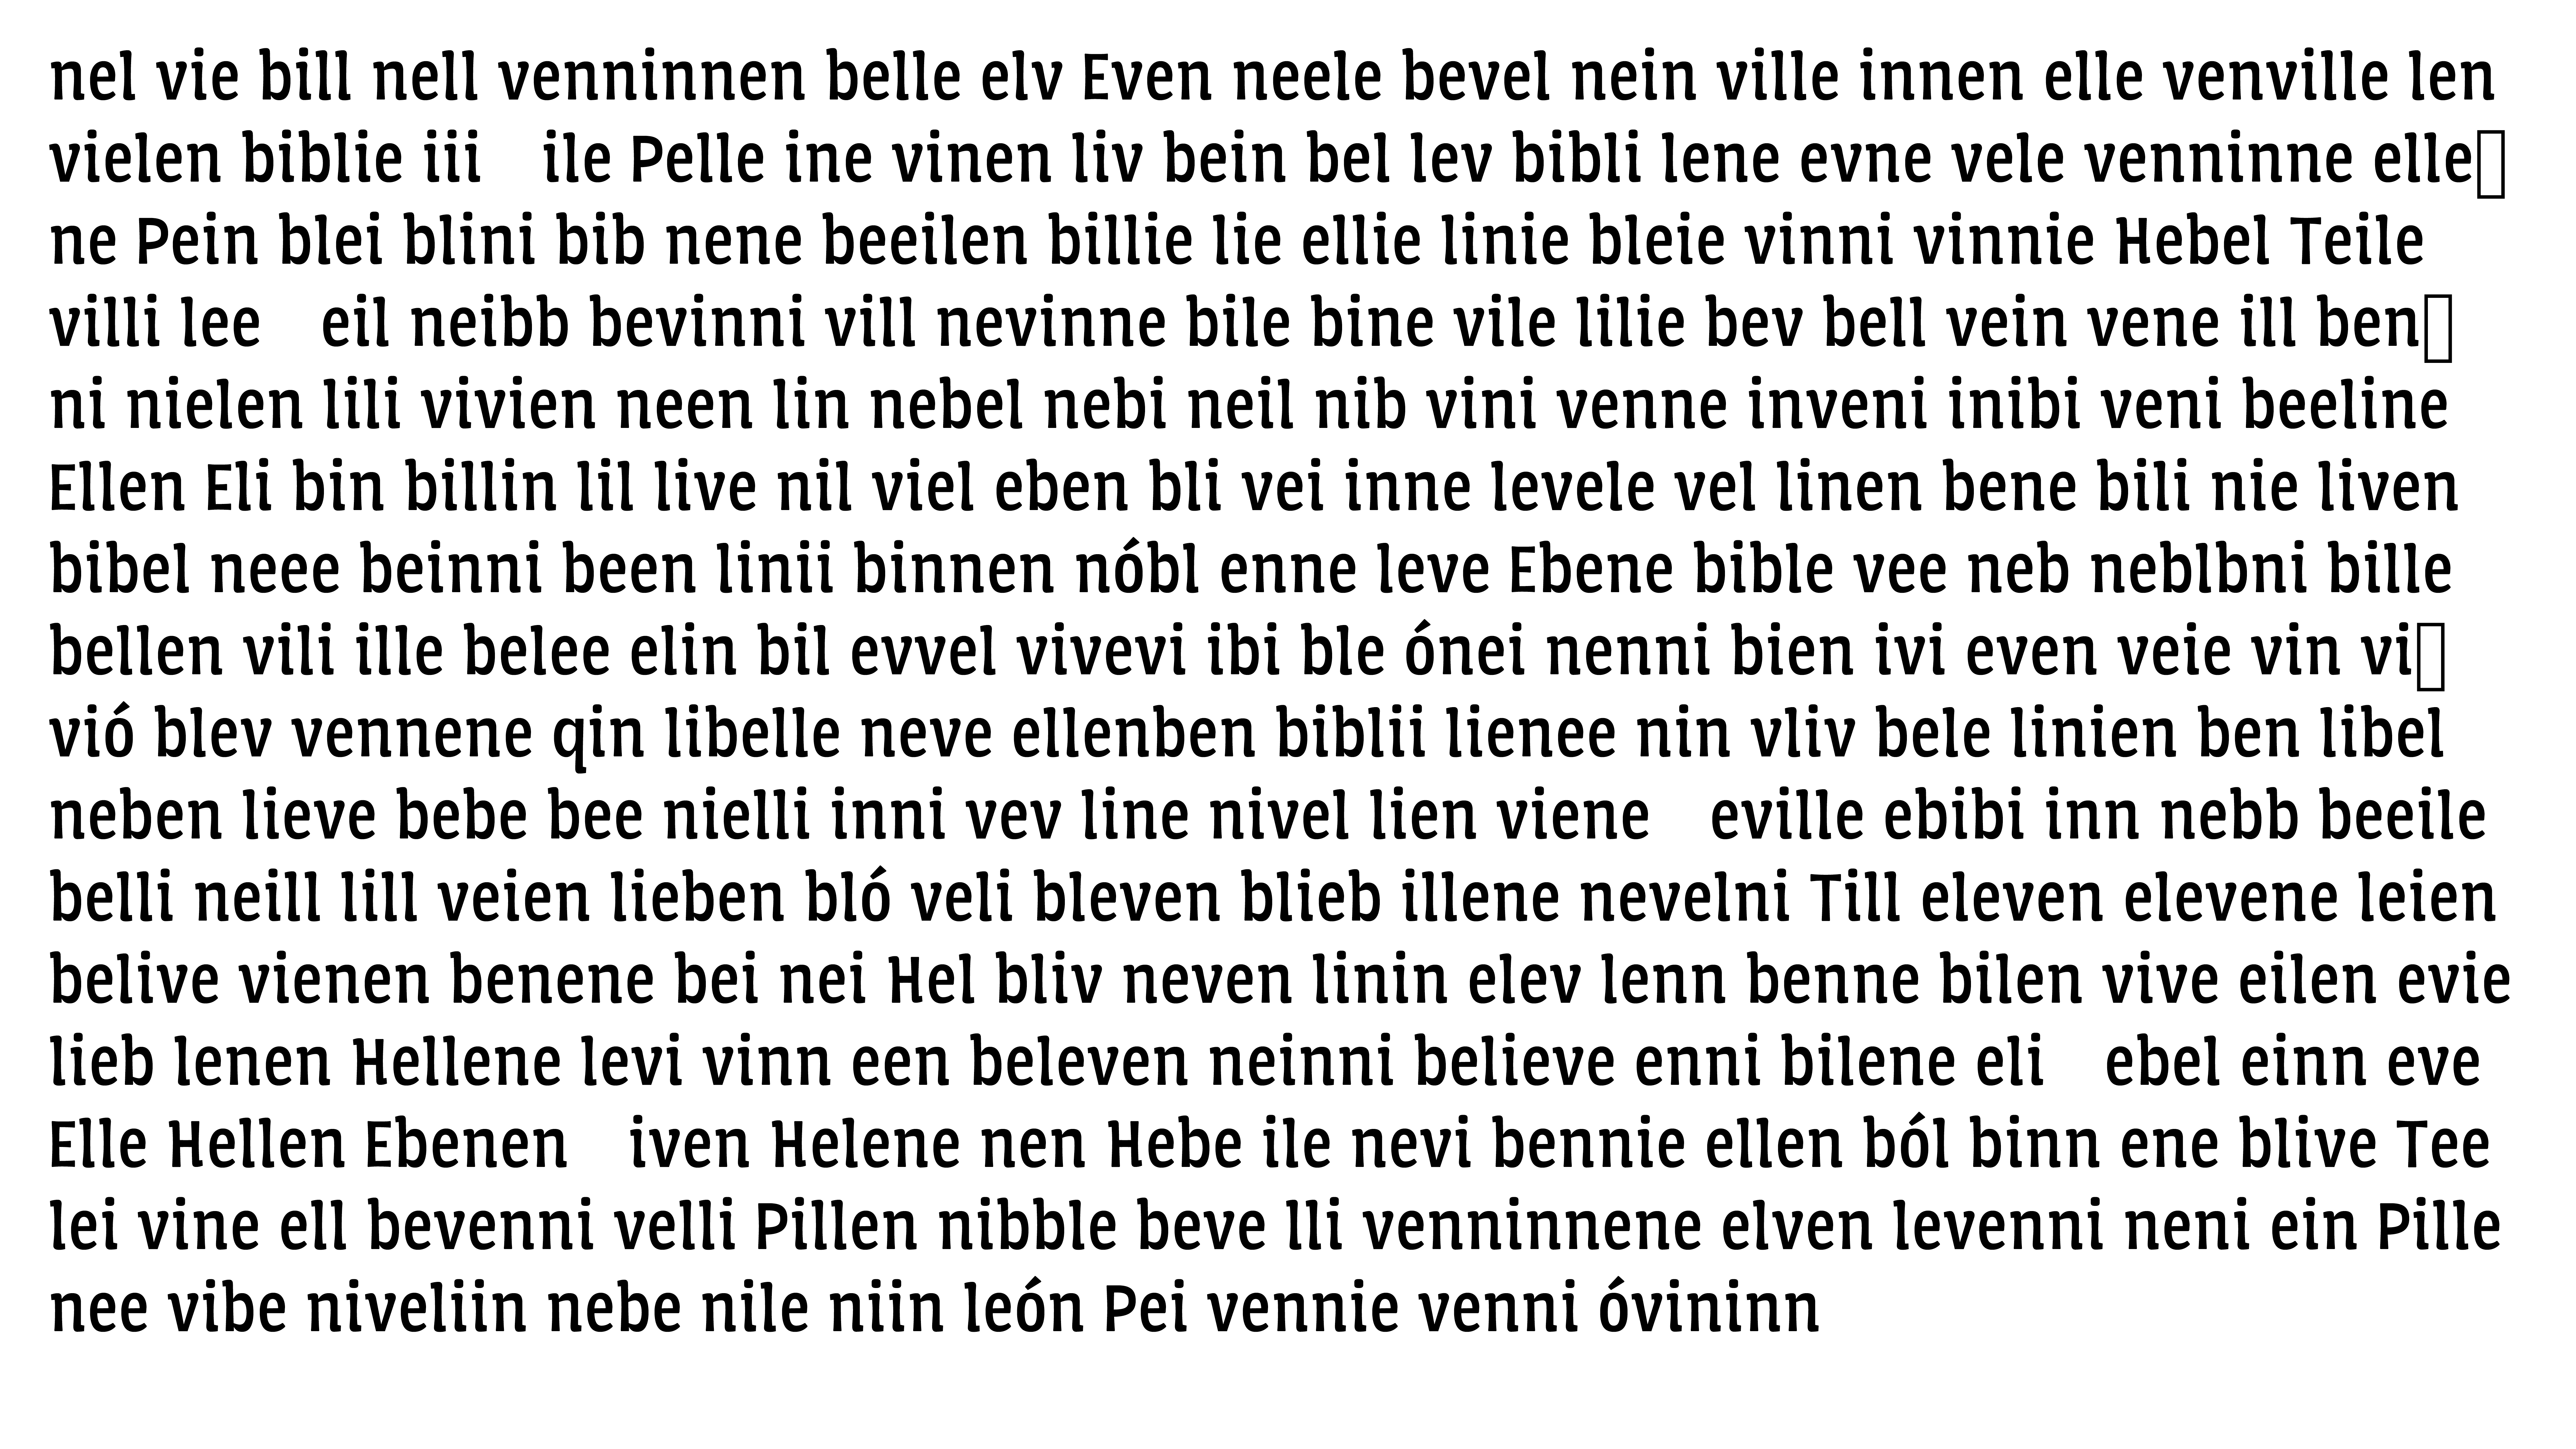 nel vie bill nell venninnen belle elv Even neele bevel nein ville innen elle venville len
vielen biblie iii ile Pelle ine vinen liv bein bel lev bibli lene evne vele venninne elle
ne Pein blei blini bib nene beeilen billie lie ellie linie bleie vinni vinnie Hebel Teile
villi lee eil neibb bevinni vill nevinne bile bine vile lilie bev bell vein vene ill ben
ni nielen lili vivien neen lin nebel nebi neil nib vini venne inveni inibi veni beeline
Ellen Eli bin billin lil live nil viel eben bli vei inne levele vel linen bene bili nie liven
bibel neee beinni been linii binnen nóbl enne leve Ebene bible vee neb neblbni bille
bellen vili ille belee elin bil evvel vivevi ibi ble ónei nenni bien ivi even veie vin vi
vió blev vennene qin libelle neve ellenben biblii lienee nin vliv bele linien ben libel
neben lieve bebe bee nielli inni vev line nivel lien viene eville ebibi inn nebb beeile
belli neill lill veien lieben bló veli bleven blieb illene nevelni Till eleven elevene leien
belive vienen benene bei nei Hel bliv neven linin elev lenn benne bilen vive eilen evie
lieb lenen Hellene levi vinn een beleven neinni believe enni bilene eli ebel einn eve
Elle Hellen Ebenen iven Helene nen Hebe ile nevi bennie ellen ból binn ene blive Tee
lei vine ell bevenni velli Pillen nibble beve lli venninnene elven levenni neni ein Pille
nee vibe niveliin nebe nile niin león Pei vennie venni óvininn